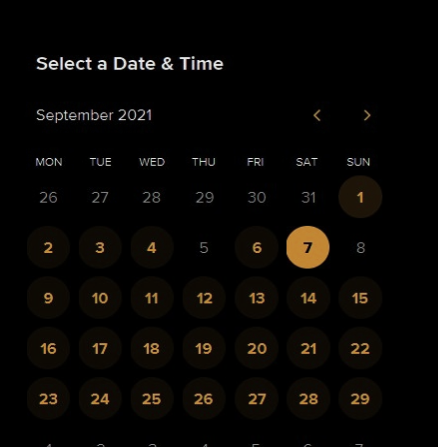 Select a Date & Time
September 2021
MON TUE WED THU FRI SAT SUN
26 27 28 29 30 31 1
2 3 4 5 6 7 8
9 10 11 12 13 14 15
16 17 18 19 20 21 22
23 24 25 26 27 28 29